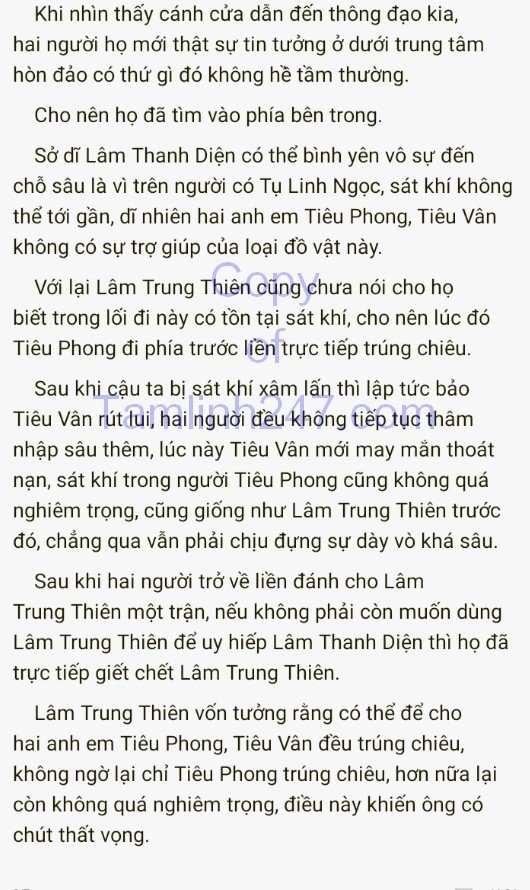 Khi nhìn thấy cánh cửa dẫn đến thông đạo kia,
hai người họ mới thật sự tin tưởng ở dưới trung tâm
hòn đảo có thứ gì đó không hề tầm thường.
Cho nên họ đã tìm vào phía bên trong.
Sở dĩ Lâm Thanh Diện có thể bình yên vô sự đến
chỗ sâu là vì trên người có Tụ Linh Ngọc, sát khí không
thể tới gần, dĩ nhiên hai anh em Tiêu Phong, Tiêu Vân
không có sự trợ giúp của loại đồ vật này.
Với lại Lâm Trung Thiên cũng chưa nói cho họ
biết trong lối đi này có tồn tại sát khí, cho nên lúc đó
Tiêu Phong đi phía trước liền trực tiếp trúng chiêu.
Sau khi cậu ta bị sát khí xâm lấn thì lập tức bảo
Tiêu Vân rút lui, hai người đều không tiếp tục thâm
nhập sâu thêm, lúc này Tiêu Vân mới may mắn thoát
nạn, sát khí trong người Tiêu Phong cũng không quá
nghiêm trọng, cũng giống như Lâm Trung Thiên trước
đó, chẳng qua vẫn phải chịu đựng sự dày vò khá sâu.
Sau khi hai người trở về liền đánh cho Lâm
Trung Thiên một trận, nếu không phải còn muốn dùng
Lâm Trung Thiên để uy hiếp Lâm Thanh Diện thì họ đã
trực tiếp giết chết Lâm Trung Thiên.
Lâm Trung Thiên vốn tưởng rằng có thể để cho
hai anh em Tiêu Phong, Tiêu Vân đều trúng chiêu,
không ngờ lại chỉ Tiêu Phong trúng chiêu, hơn nữa lại
còn không quá nghiêm trọng, điều này khiến ông có
chút thất vọng.
Copy
of
Tamlinh247.com